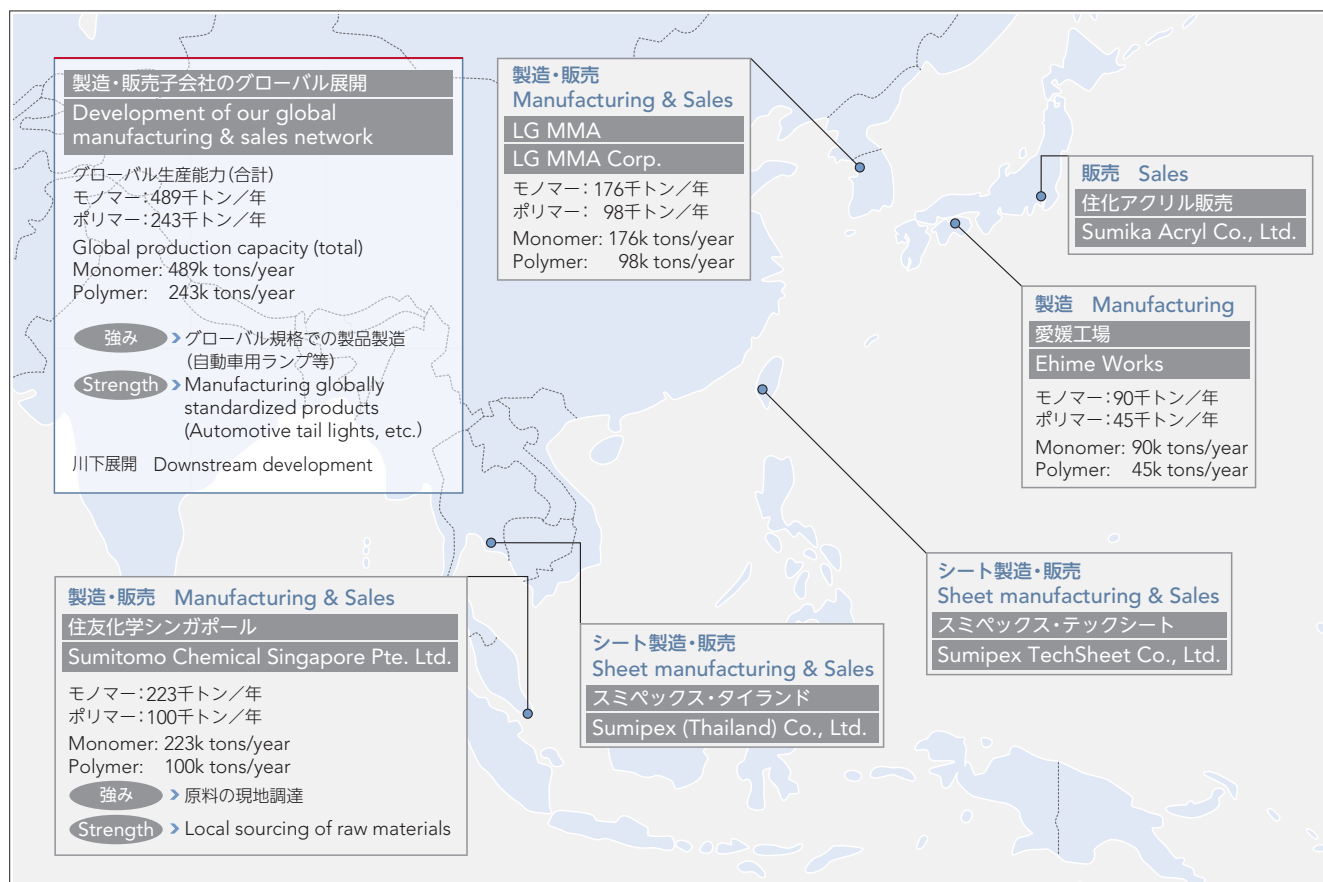 製造・販売子会社のグローバル展開
Development of our global
manufacturing & sales network
グローバル生産能力(合計)
モノマー：489千トン／年
ポリマー：243千トン／年
Global production capacity (total)
Monomer: 489k tons/year
Polymer: 243k tons/year
強み › グローバル規格での製品製造
(自動車用ランプ等)
Strength › Manufacturing globally
standardized products
(Automotive tail lights, etc.)
川下展開 Downstream development
製造・販売
Manufacturing & Sales
LG MMA
LG MMA Corp.
モノマー：176千トン／年
ポリマー： 98千トン／年
Monomer: 176k tons/year
Polymer: 98k tons/year
販売 Sales
住化アクリル販売
Sumika Acryl Co., Ltd.
製造 Manufacturing
愛媛工場
Ehime Works
モノマー：90千トン／年
ポリマー：45千トン／年
Monomer: 90k tons/year
Polymer: 45k tons/year
製造・販売 Manufacturing & Sales
住友化学シンガポール
Sumitomo Chemical Singapore Pte. Ltd.
モノマー：223千トン／年
ポリマー：100千トン／年
Monomer: 223k tons/year
Polymer: 100k tons/year
強み › 原料の現地調達
Strength › Local sourcing of raw materials
シート製造・販売
Sheet manufacturing & Sales
スミペックス・タイランド
Sumipex (Thailand) Co., Ltd.
シート製造・販売
Sheet manufacturing & Sales
スミペックス・テックシート
Sumipex TechSheet Co., Ltd.